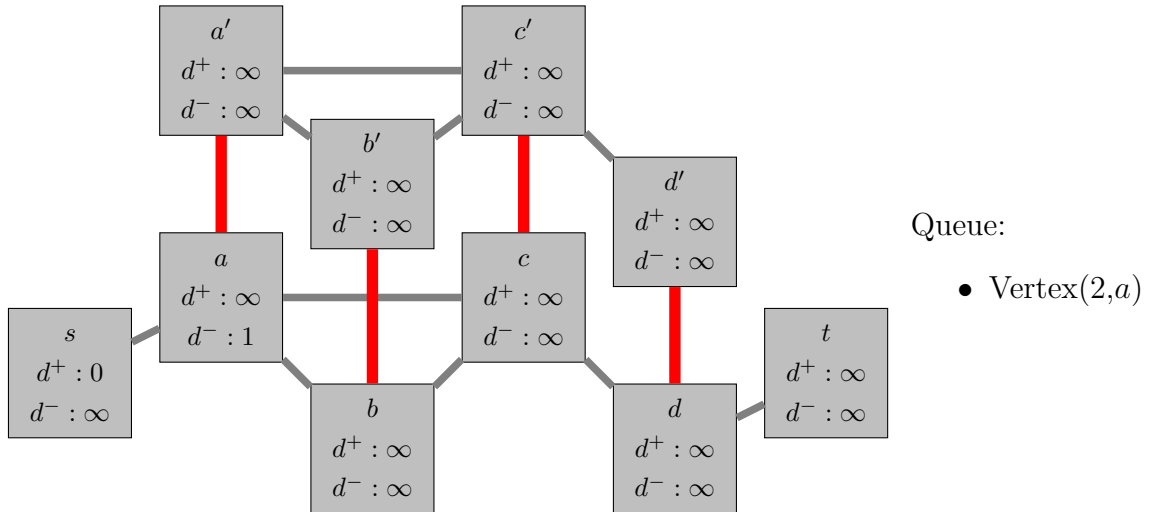 a′
d⁺ : ∞
d⁻ : ∞
c′
d⁺ : ∞
d⁻ : ∞
b′
d⁺ : ∞
d⁻ : ∞
d′
d⁺ : ∞
d⁻ : ∞
a
d⁺ : ∞
d⁻ : 1
c
d⁺ : ∞
d⁻ : ∞
s
d⁺ : 0
d⁻ : ∞
b
d⁺ : ∞
d⁻ : ∞
d
d⁺ : ∞
d⁻ : ∞
t
d⁺ : ∞
d⁻ : ∞
Queue:
• Vertex(2,a)